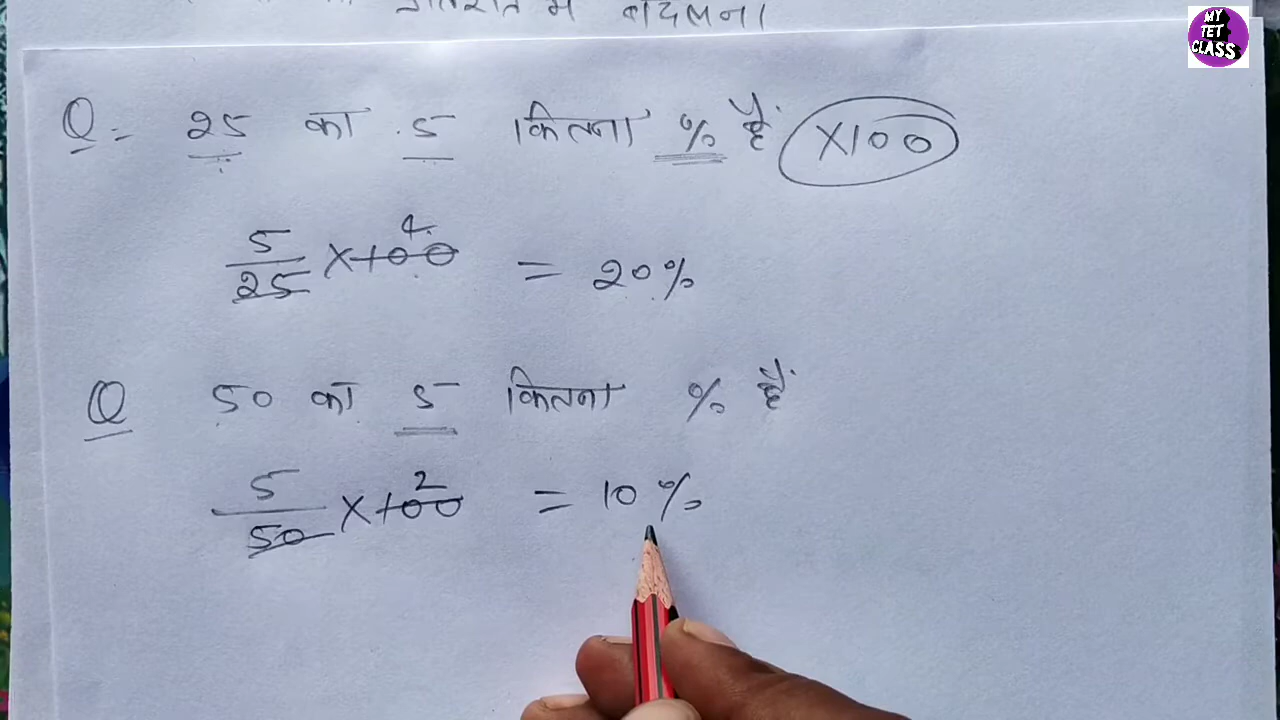 में बदलना
MY
TET
CLASS
Q = 25 का 5 कितना % है ×100
5/25 × 100 4 = 20%
Q 50 का 5 कितना % है
5/50 × 100 2 = 10%